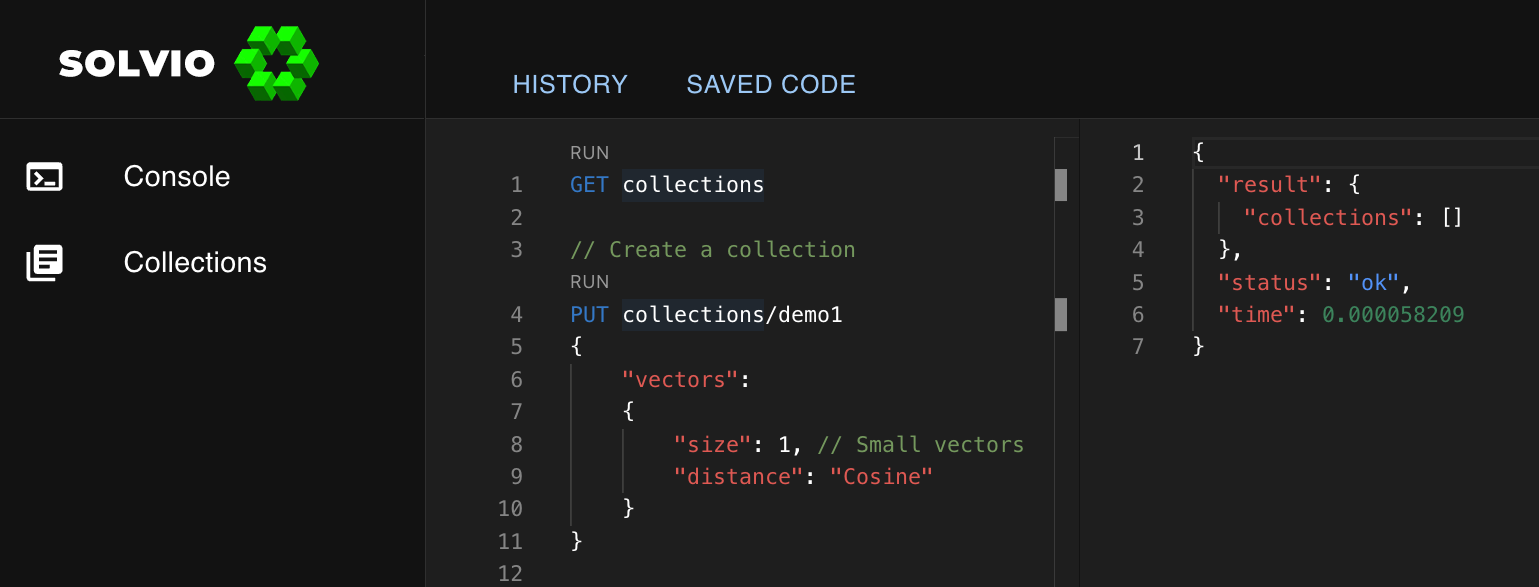 SOLVIO
HISTORY SAVED CODE
Console
Collections
RUN
1 GET collections
2
3 // Create a collection
RUN
4 PUT collections/demo1
5 {
6 "vectors":
7 {
8 "size": 1, // Small vectors
9 "distance": "Cosine"
10 }
11 }
12
1 {
2 "result": {
3 "collections": []
4 },
5 "status": "ok",
6 "time": 0.000058209
7 }